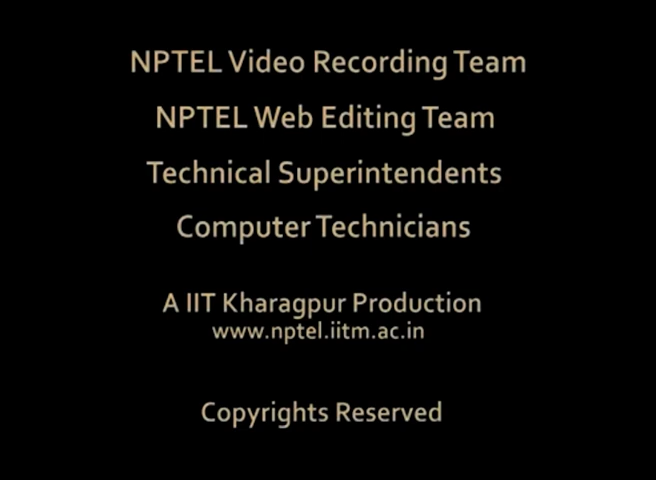 NPTEL Video Recording Team
NPTEL Web Editing Team
Technical Superintendents
Computer Technicians
A IIT Kharagpur Production
www.nptel.iitm.ac.in
Copyrights Reserved